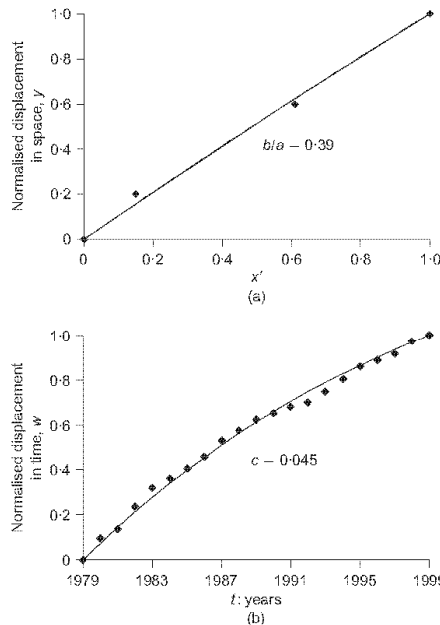 Normalised displacement
in space, y
1·0
0·8
0·6
0·4
0·2
0
b/a – 0·39
0 0·2 0·4 0·6 0·8 1·0
x′
(a)
Normalised displacement
in time, w
1·0
0·8
0·6
0·4
0·2
0
c – 0·045
1979 1983 1987 1991 1995 1999
t: years
(b)